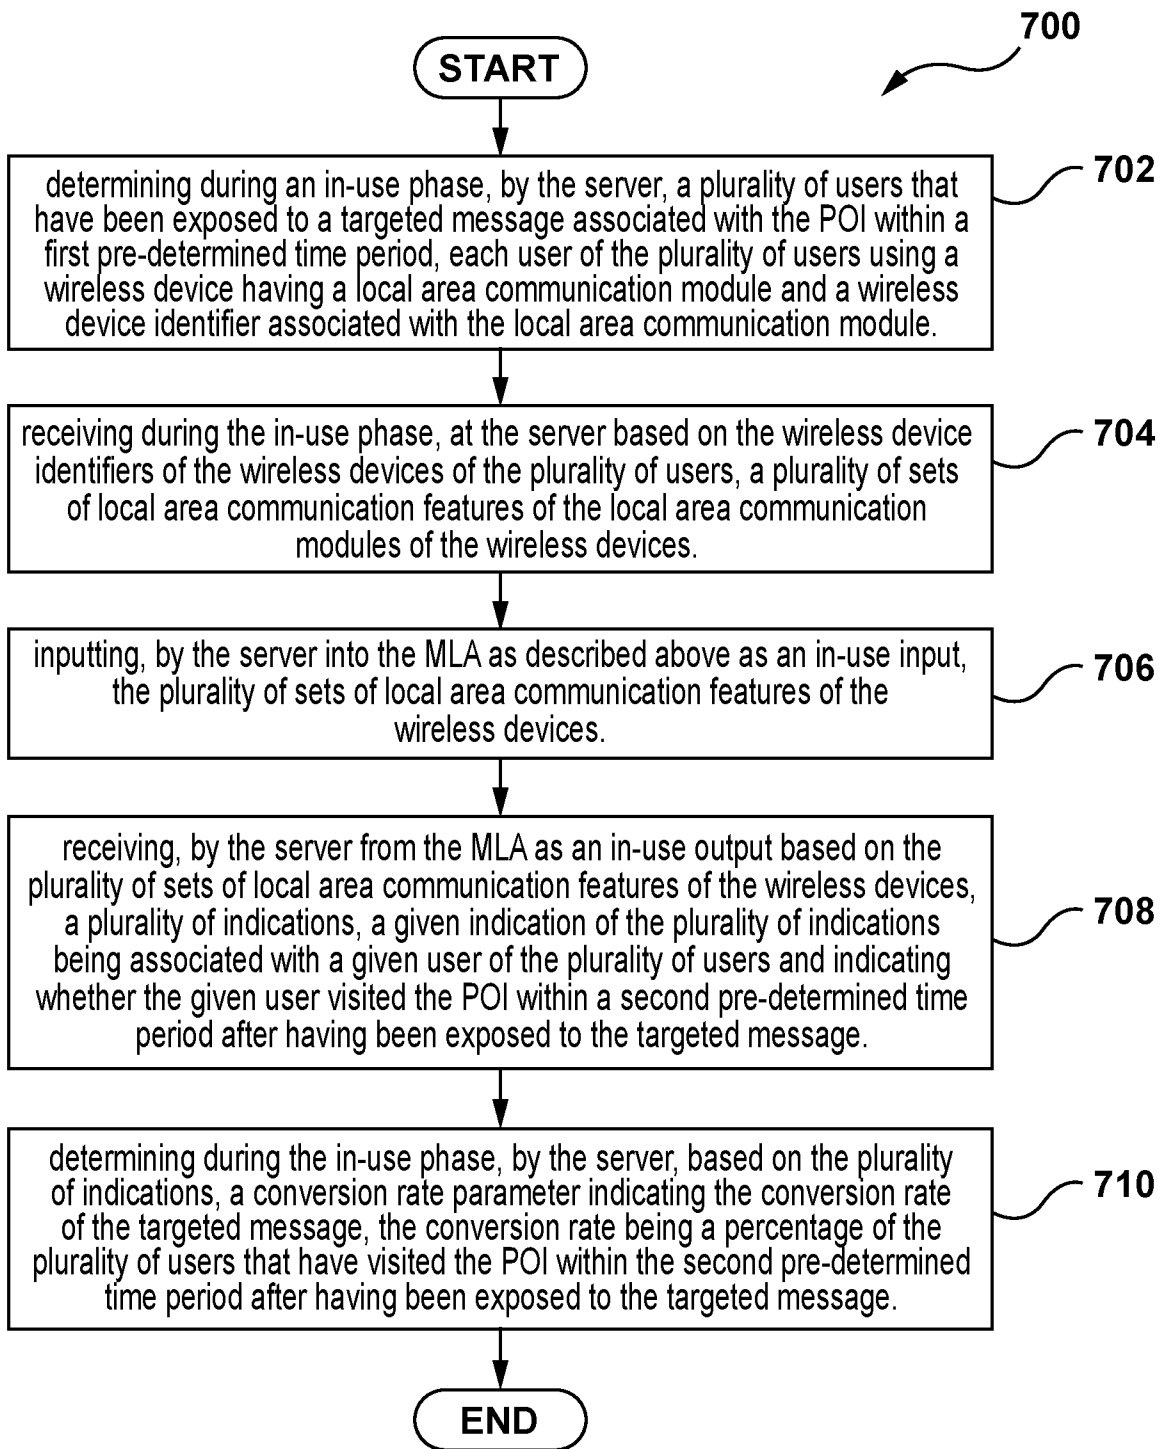 700
START
702
determining during an in-use phase, by the server, a plurality of users that
have been exposed to a targeted message associated with the POI within a
first pre-determined time period, each user of the plurality of users using a
wireless device having a local area communication module and a wireless
device identifier associated with the local area communication module.
704
receiving during the in-use phase, at the server based on the wireless device
identifiers of the wireless devices of the plurality of users, a plurality of sets
of local area communication features of the local area communication
modules of the wireless devices.
706
inputting, by the server into the MLA as described above as an in-use input,
the plurality of sets of local area communication features of the
wireless devices.
708
receiving, by the server from the MLA as an in-use output based on the
plurality of sets of local area communication features of the wireless devices,
a plurality of indications, a given indication of the plurality of indications
being associated with a given user of the plurality of users and indicating
whether the given user visited the POI within a second pre-determined time
period after having been exposed to the targeted message.
710
determining during the in-use phase, by the server, based on the plurality
of indications, a conversion rate parameter indicating the conversion rate
of the targeted message, the conversion rate being a percentage of the
plurality of users that have visited the POI within the second pre-determined
time period after having been exposed to the targeted message.
END